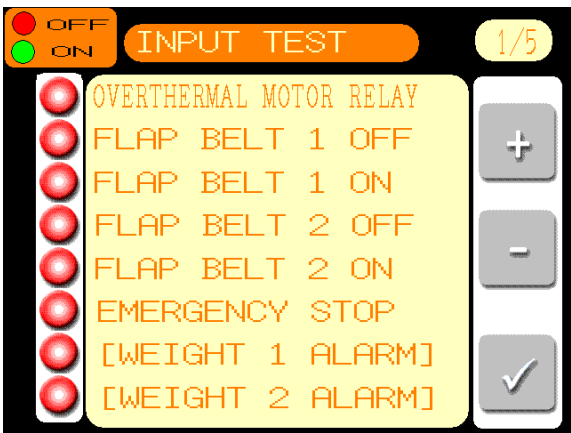 OFF
ON
INPUT TEST
1/5
OVERTHERMAL MOTOR RELAY
FLAP BELT 1 OFF
FLAP BELT 1 ON
FLAP BELT 2 OFF
FLAP BELT 2 ON
EMERGENCY STOP
[WEIGHT 1 ALARM]
[WEIGHT 2 ALARM]
+
-